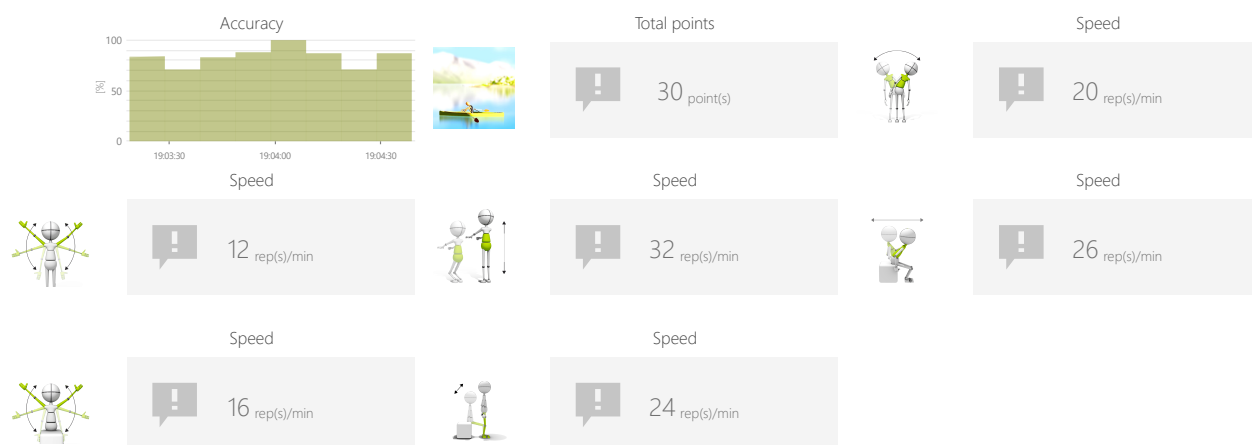 Accuracy
Total points
Speed
100
[%]
50
0
19:03:30
19:04:00
19:04:30
30 point(s)
20 rep(s)/min
Speed
Speed
Speed
12 rep(s)/min
32 rep(s)/min
26 rep(s)/min
Speed
Speed
16 rep(s)/min
24 rep(s)/min